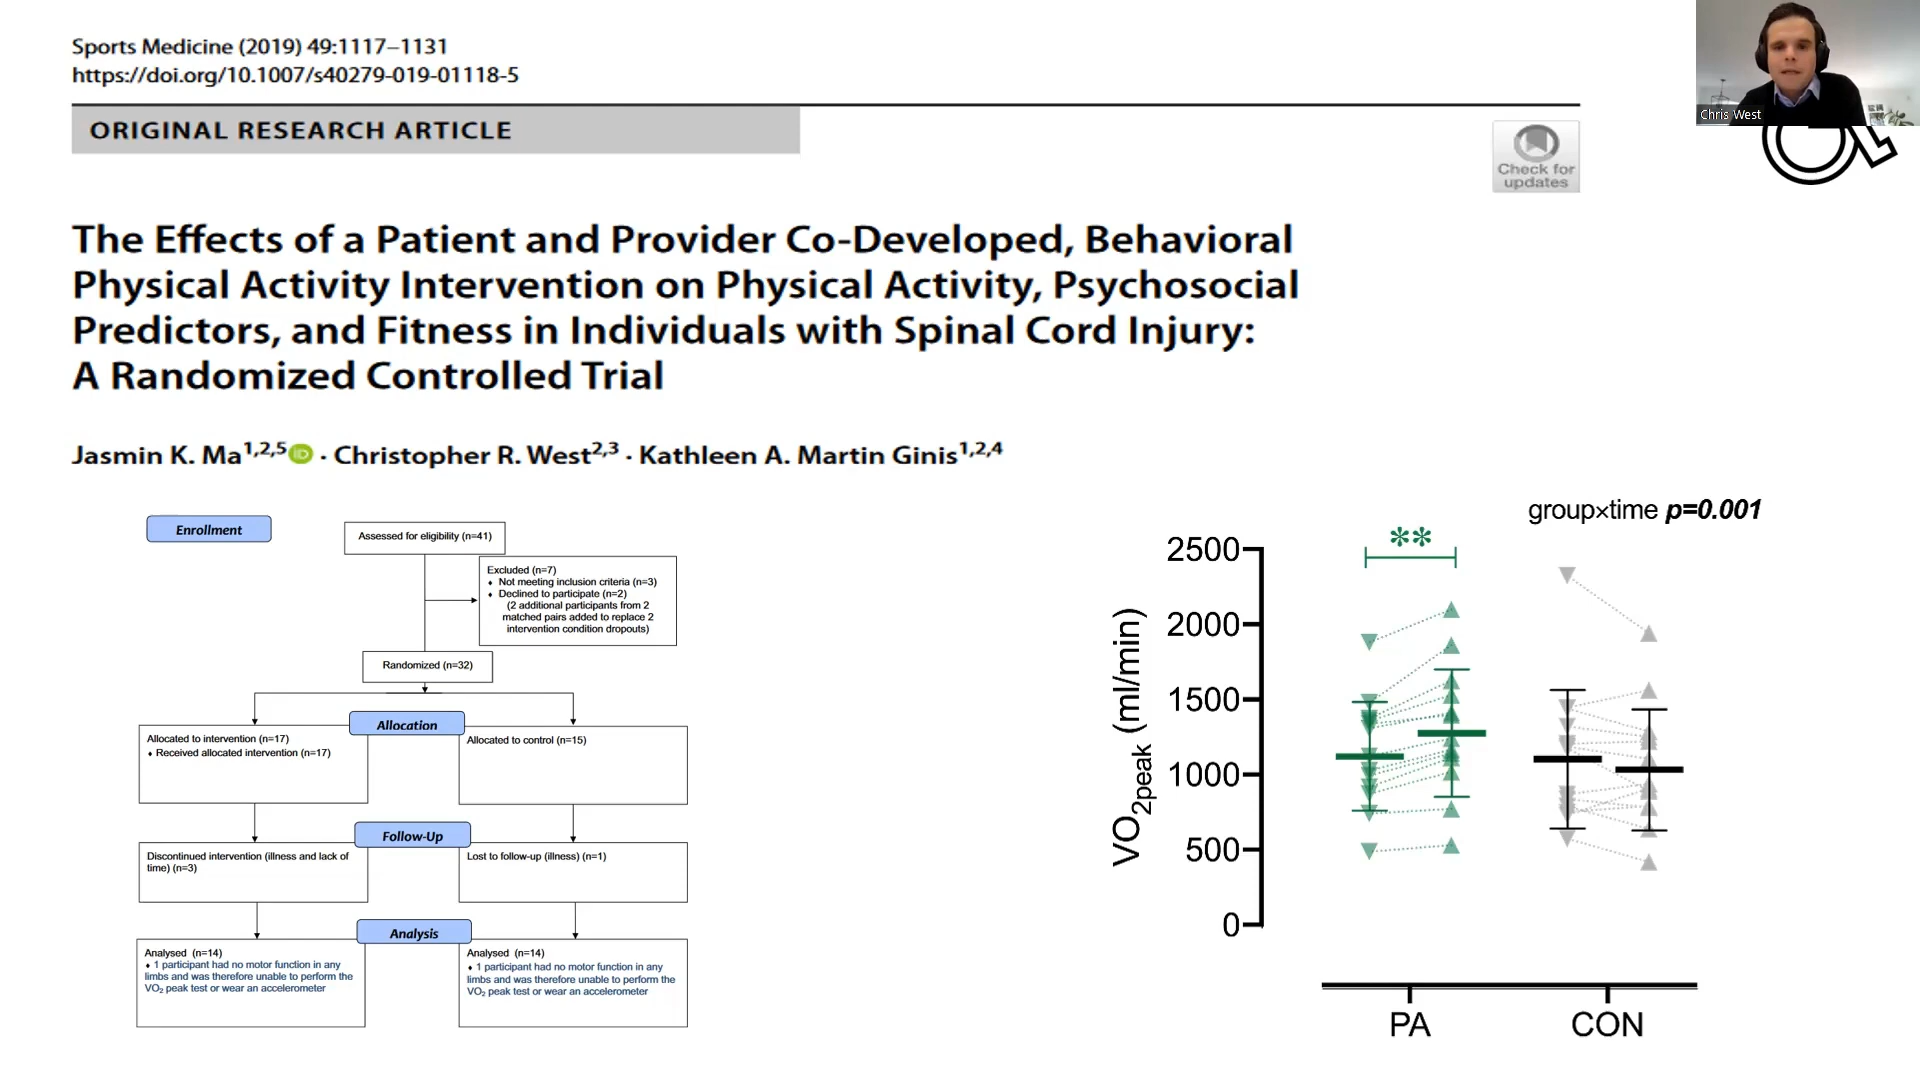 Sports Medicine (2019) 49:1117–1131
https://doi.org/10.1007/s40279-019-01118-5
ORIGINAL RESEARCH ARTICLE
Check for
updates
Chris West
The Effects of a Patient and Provider Co-Developed, Behavioral
Physical Activity Intervention on Physical Activity, Psychosocial
Predictors, and Fitness in Individuals with Spinal Cord Injury:
A Randomized Controlled Trial
Jasmin K. Ma1,2,5 iD · Christopher R. West2,3 · Kathleen A. Martin Ginis1,2,4
Enrollment
Assessed for eligibility (n=41)
Excluded (n=7)
♦ Not meeting inclusion criteria (n=3)
♦ Declined to participate (n=2)
(2 additional participants from 2
matched pairs added to replace 2
intervention condition dropouts)
Randomized (n=32)
Allocation
Allocated to intervention (n=17)
♦ Received allocated intervention (n=17)
Allocated to control (n=15)
Follow-Up
Discontinued intervention (illness and lack of
time) (n=3)
Lost to follow-up (illness) (n=1)
Analysis
Analysed (n=14)
♦ 1 participant had no motor function in any
limbs and was therefore unable to perform the
VO2 peak test or wear an accelerometer
Analysed (n=14)
♦ 1 participant had no motor function in any
limbs and was therefore unable to perform the
VO2 peak test or wear an accelerometer
group×time p=0.001
**
VO2peak (ml/min)
2500
2000
1500
1000
500
0
PA
CON